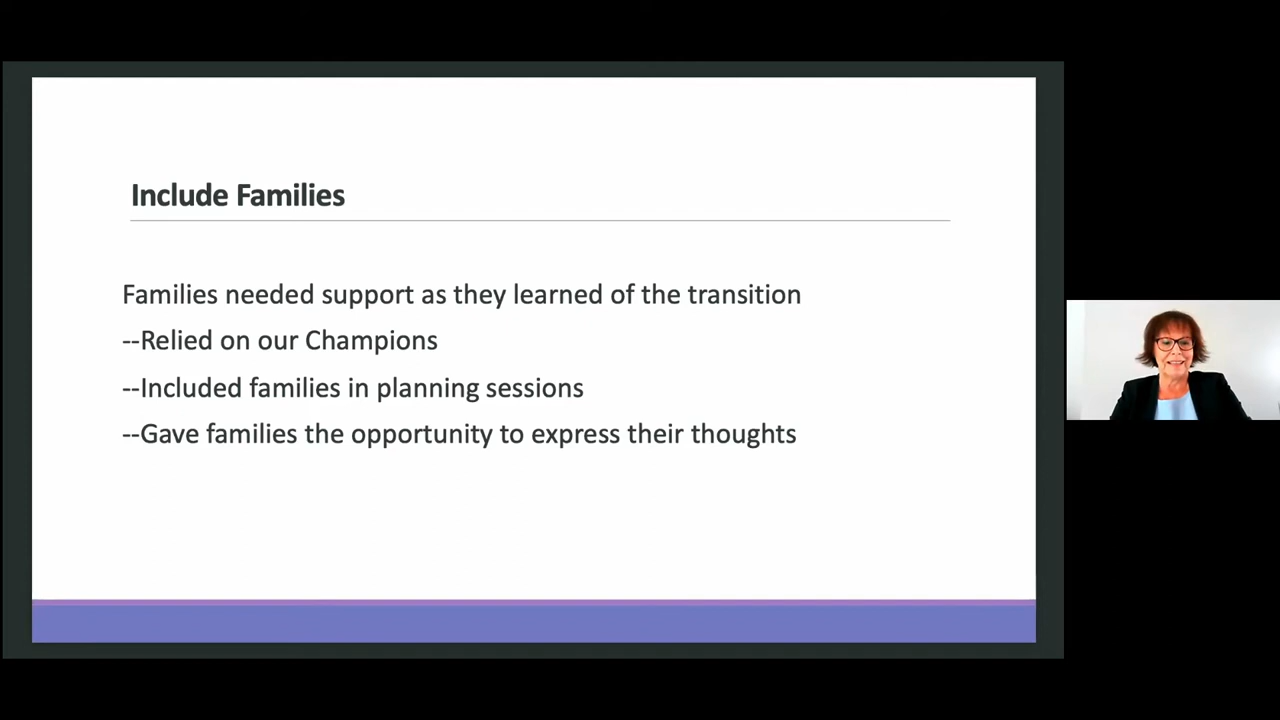 Include Families
Families needed support as they learned of the transition
--Relied on our Champions
--Included families in planning sessions
--Gave families the opportunity to express their thoughts